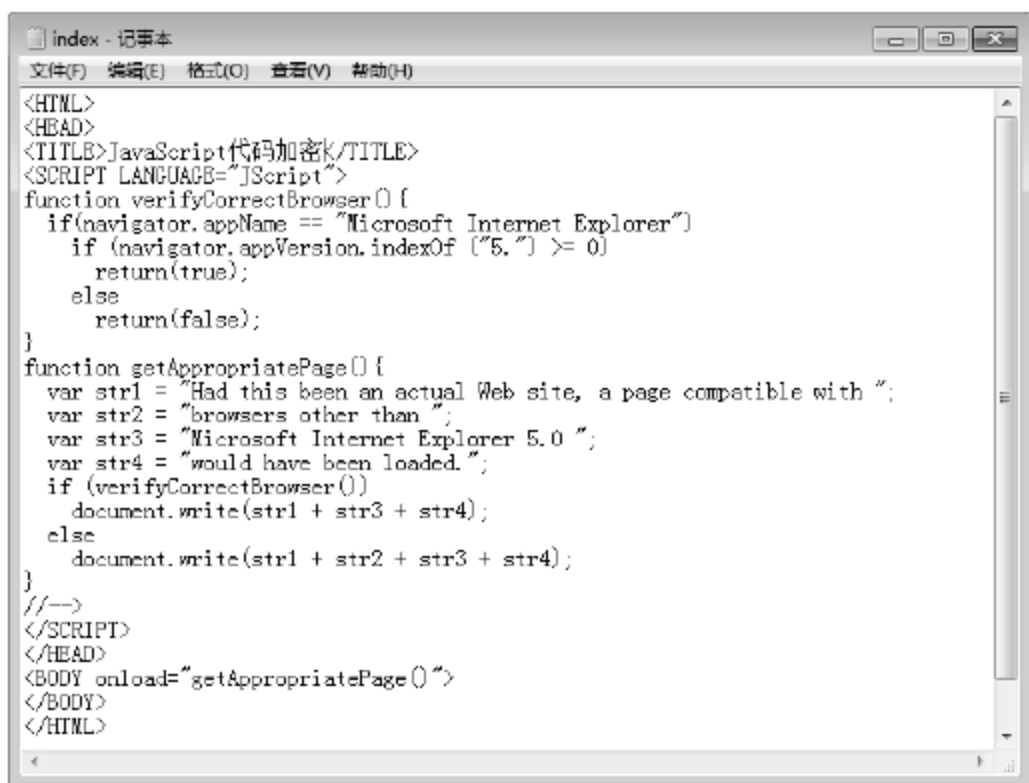 index - 记事本
文件(F) 编辑(E) 格式(O) 查看(V) 帮助(H)
<HTML>
<HEAD>
<TITLE>JavaScript代码加密</TITLE>
<SCRIPT LANGUAGE="JScript">
function verifyCorrectBrowser(){
  if(navigator.appName == "Microsoft Internet Explorer")
    if (navigator.appVersion.indexOf ("5.") >= 0)
      return(true);
    else
      return(false);
}
function getAppropriatePage(){
  var str1 = "Had this been an actual Web site, a page compatible with ";
  var str2 = "browsers other than ";
  var str3 = "Microsoft Internet Explorer 5.0 ";
  var str4 = "would have been loaded.";
  if (verifyCorrectBrowser())
    document.write(str1 + str3 + str4);
  else
    document.write(str1 + str2 + str3 + str4);
}
//-->
</SCRIPT>
</HEAD>
<BODY onload="getAppropriatePage()">
</BODY>
</HTML>